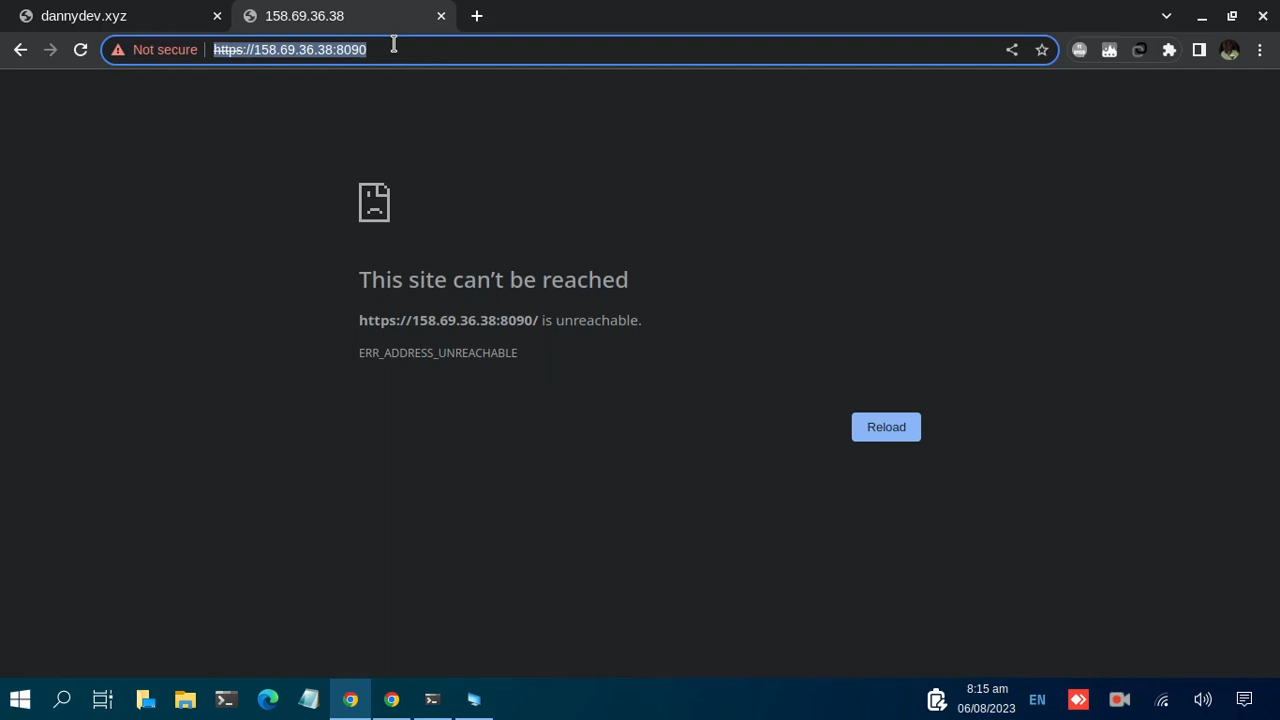 dannydev.xyz
158.69.36.38
Not secure
https://158.69.36.38:8090
This site can't be reached
https://158.69.36.38:8090/ is unreachable.
ERR_ADDRESS_UNREACHABLE
Reload
8:15 am
EN
06/08/2023